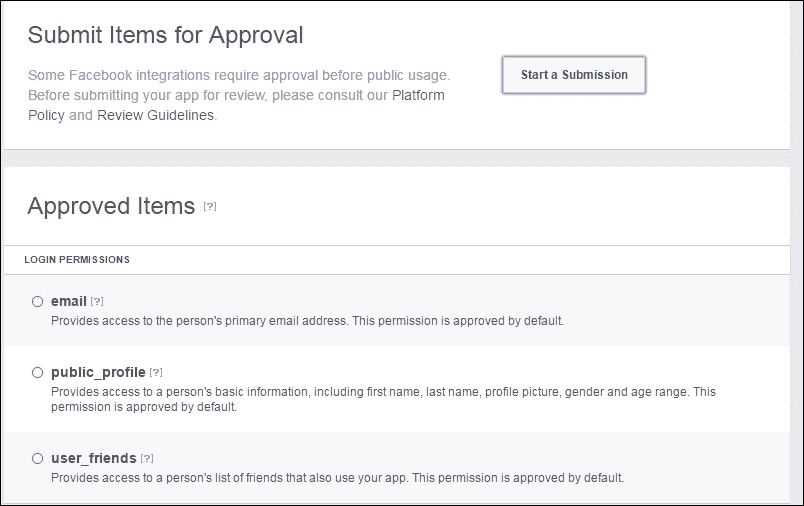 Submit Items for Approval
Some Facebook integrations require approval before public usage.
Before submitting your app for review, please consult our Platform
Policy and Review Guidelines.
Start a Submission
Approved Items [?]
LOGIN PERMISSIONS
email [?]
Provides access to the person's primary email address. This permission is approved by default.
public_profile [?]
Provides access to a person's basic information, including first name, last name, profile picture, gender and age range. This
permission is approved by default.
user_friends [?]
Provides access to a person's list of friends that also use your app. This permission is approved by default.